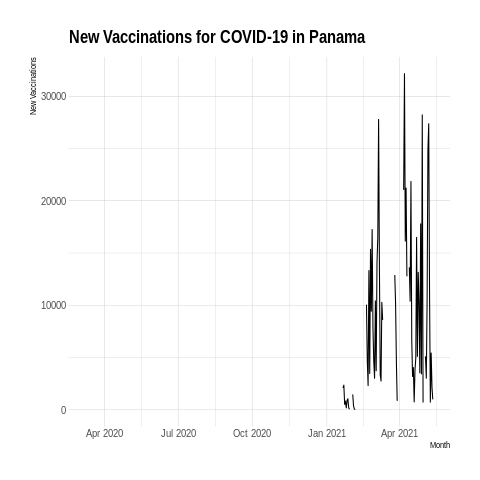 New Vaccinations for COVID-19 in Panama
New Vaccinations
30000
20000
10000
0
Apr 2020
Jul 2020
Oct 2020
Jan 2021
Apr 2021
Month